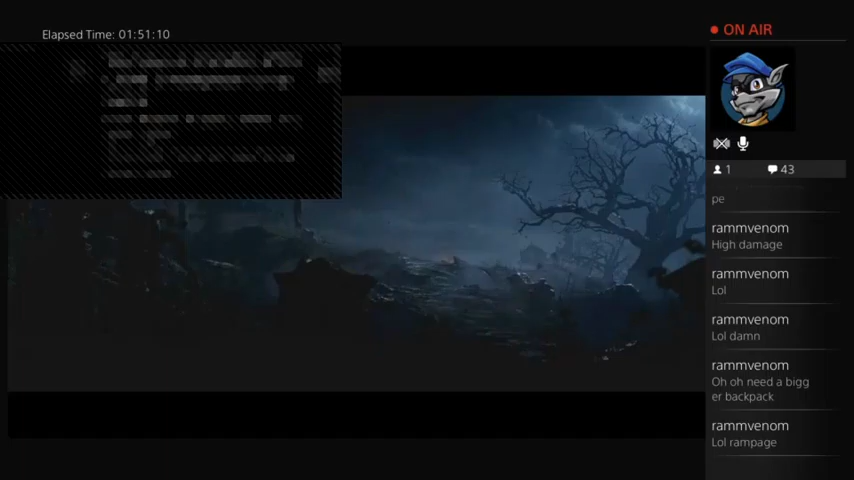 Elapsed Time: 01:51:10
ON AIR
1
43
pe
rammvenom
High damage
rammvenom
Lol
rammvenom
Lol damn
rammvenom
Oh oh need a bigg
er backpack
rammvenom
Lol rampage